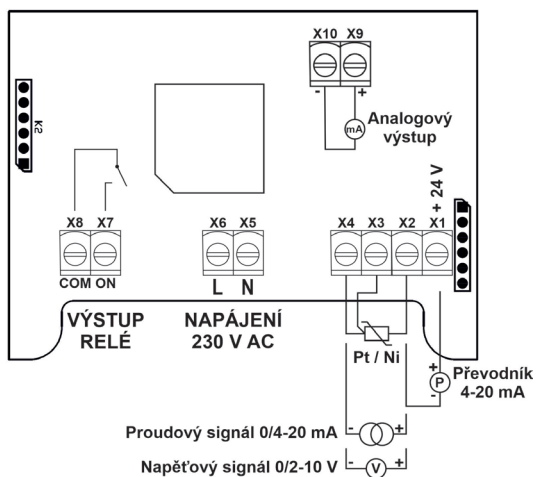 X10 X9
- +
mA
Analogový
výstup
K2
+ 24 V
X8 X7 X6 X5 X4 X3 X2 X1
COM ON L N
VÝSTUP
RELÉ
NAPÁJENÍ
230 V AC
Pt / Ni
+
P
-
Převodník
4-20 mA
Proudový signál 0/4-20 mA - +
Napěťový signál 0/2-10 V - V +